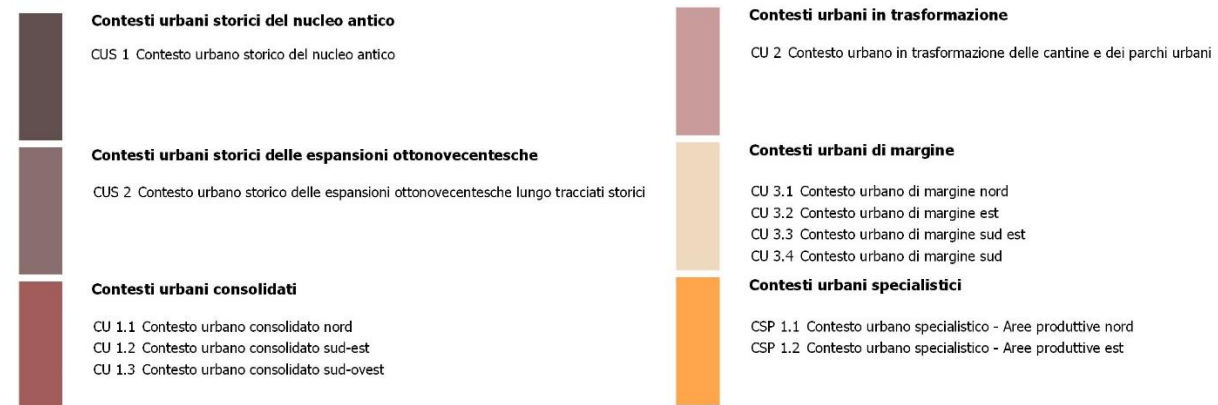 Contesti urbani storici del nucleo antico
CUS 1 Contesto urbano storico del nucleo antico
Contesti urbani storici delle espansioni ottonovecentesche
CUS 2 Contesto urbano storico delle espansioni ottonovecentesche lungo tracciati storici
Contesti urbani consolidati
CU 1.1 Contesto urbano consolidato nord
CU 1.2 Contesto urbano consolidato sud-est
CU 1.3 Contesto urbano consolidato sud-ovest
Contesti urbani in trasformazione
CU 2 Contesto urbano in trasformazione delle cantine e dei parchi urbani
Contesti urbani di margine
CU 3.1 Contesto urbano di margine nord
CU 3.2 Contesto urbano di margine est
CU 3.3 Contesto urbano di margine sud est
CU 3.4 Contesto urbano di margine sud
Contesti urbani specialistici
CSP 1.1 Contesto urbano specialistico - Aree produttive nord
CSP 1.2 Contesto urbano specialistico - Aree produttive est